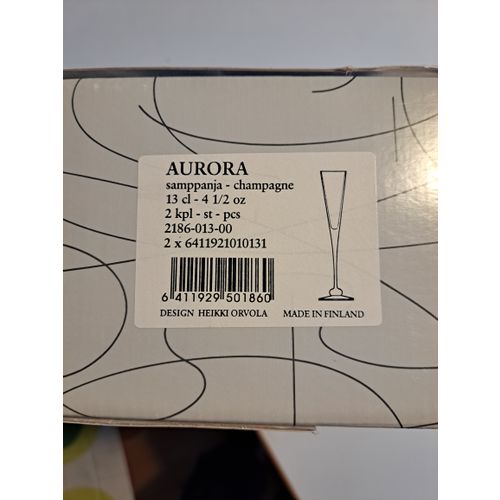 AURORA
samppanja - champagne
13 cl - 4 1/2 oz
2 kpl - st - pcs
2186-013-00
2 x 6411921010131
6 411929 501860
DESIGN HEIKKI ORVOLA MADE IN FINLAND